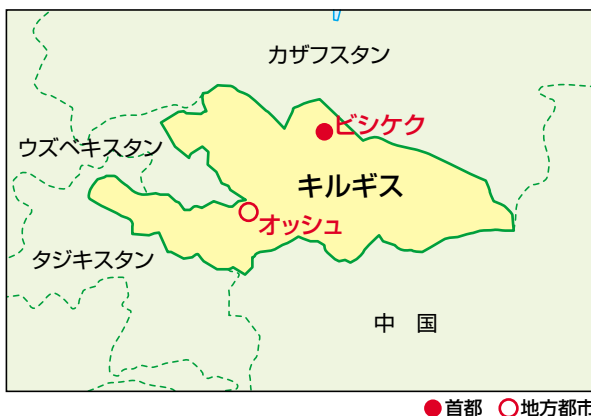 カザフスタン
ビシケク
ウズベキスタン
キルギス
オッシュ
タジキスタン
中 国
●首都 ○地方都市